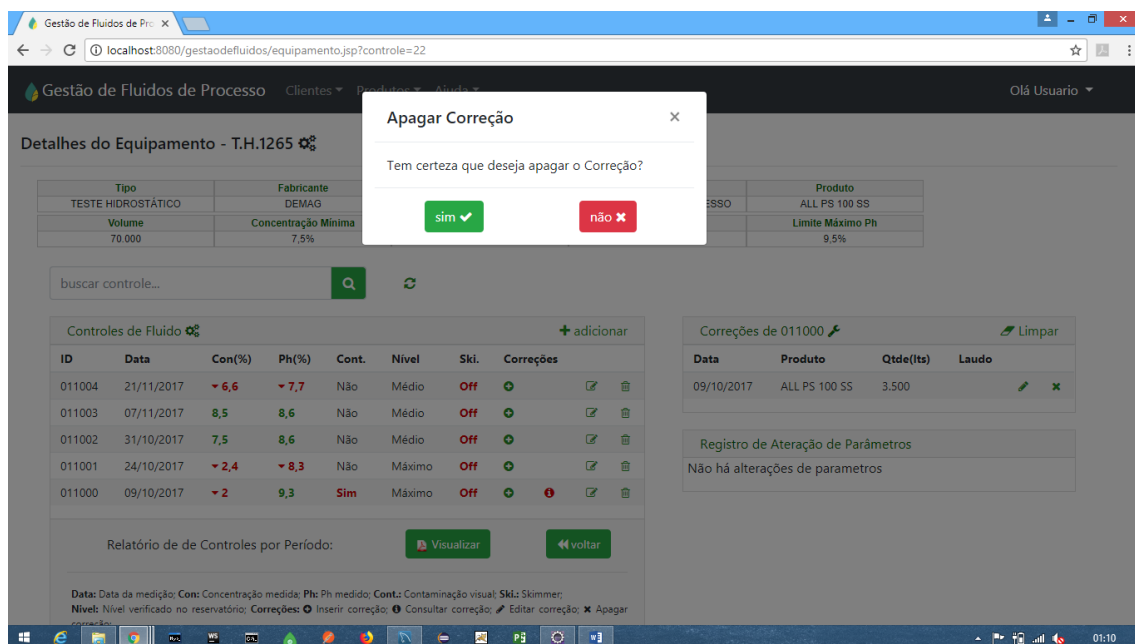 Gestão de Fluidos de Pro
localhost:8080/gestaodefluidos/equipamento.jsp?controle=22
Gestão de Fluidos de Processo Clientes Produtos Ajuda Olá Usuario
Apagar Correção ×
Tem certeza que deseja apagar o Correção?
sim não
Detalhes do Equipamento - T.H.1265
Tipo Fabricante Produto
TESTE HIDROSTÁTICO DEMAG ESSO ALL PS 100 SS
Volume Concentração Mínima Limite Máximo Ph
70.000 7,5% 9,5%
buscar controle...
Controles de Fluido adicionar
ID Data Con(%) Ph(%) Cont. Nível Ski. Correções
011004 21/11/2017 6,6 7,7 Não Médio Off
011003 07/11/2017 8,5 8,6 Não Médio Off
011002 31/10/2017 7,5 8,6 Não Médio Off
011001 24/10/2017 2,4 8,3 Não Máximo Off
011000 09/10/2017 2 9,3 Sim Máximo Off
Relatório de de Controles por Período: Visualizar voltar
Data: Data da medição; Con: Concentração medida; Ph: Ph medido; Cont.: Contaminação visual; Ski.: Skimmer;
Nivel: Nível verificado no reservatório; Correções: Inserir correção; Consultar correção; Editar correção; Apagar
correção;
Correções de 011000 Limpar
Data Produto Qtde(lts) Laudo
09/10/2017 ALL PS 100 SS 3.500
Registro de Ateração de Parâmetros
Não há alterações de parametros
01:10